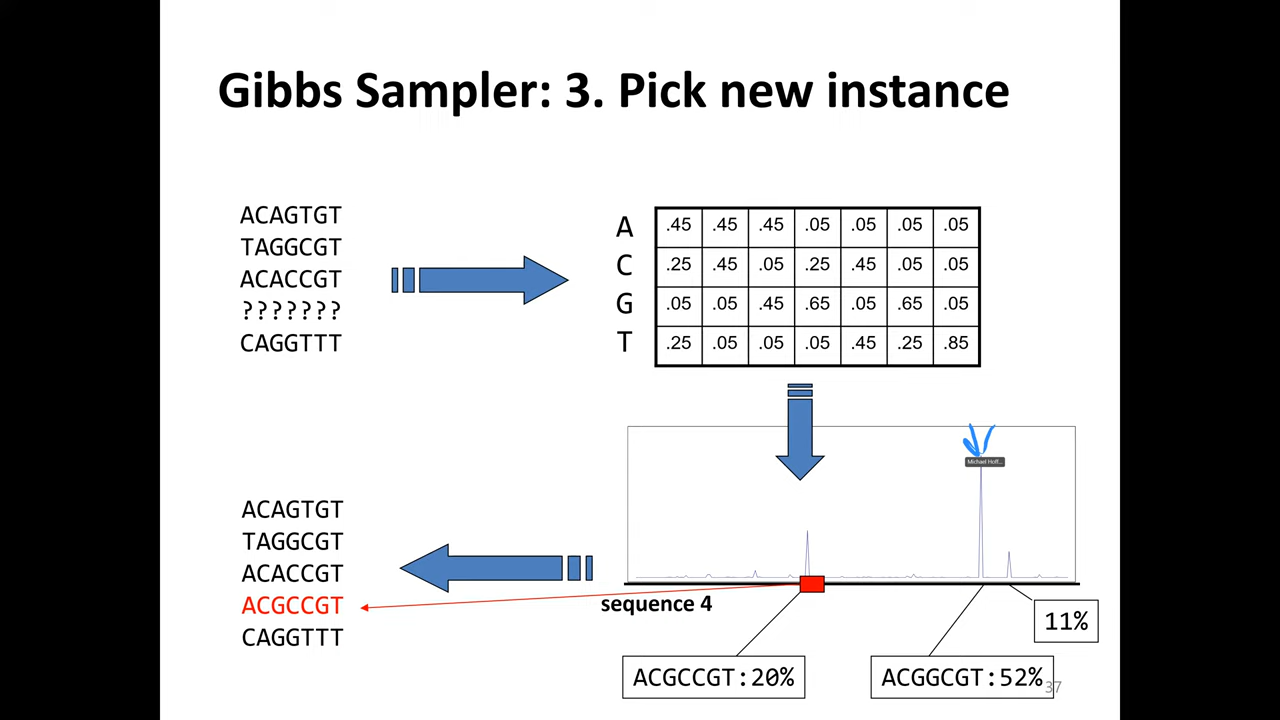 Gibbs Sampler: 3. Pick new instance
ACAGTGT
TAGGCGT
ACACCGT
???????
CAGGTTT
A .45 .45 .45 .05 .05 .05 .05
C .25 .45 .05 .25 .45 .05 .05
G .05 .05 .45 .65 .05 .65 .05
T .25 .05 .05 .05 .45 .25 .85
Michael Hoff...
ACAGTGT
TAGGCGT
ACACCGT
ACGCCGT
CAGGTTT
sequence 4
11%
ACGCCGT:20%
ACGGCGT:52%
37